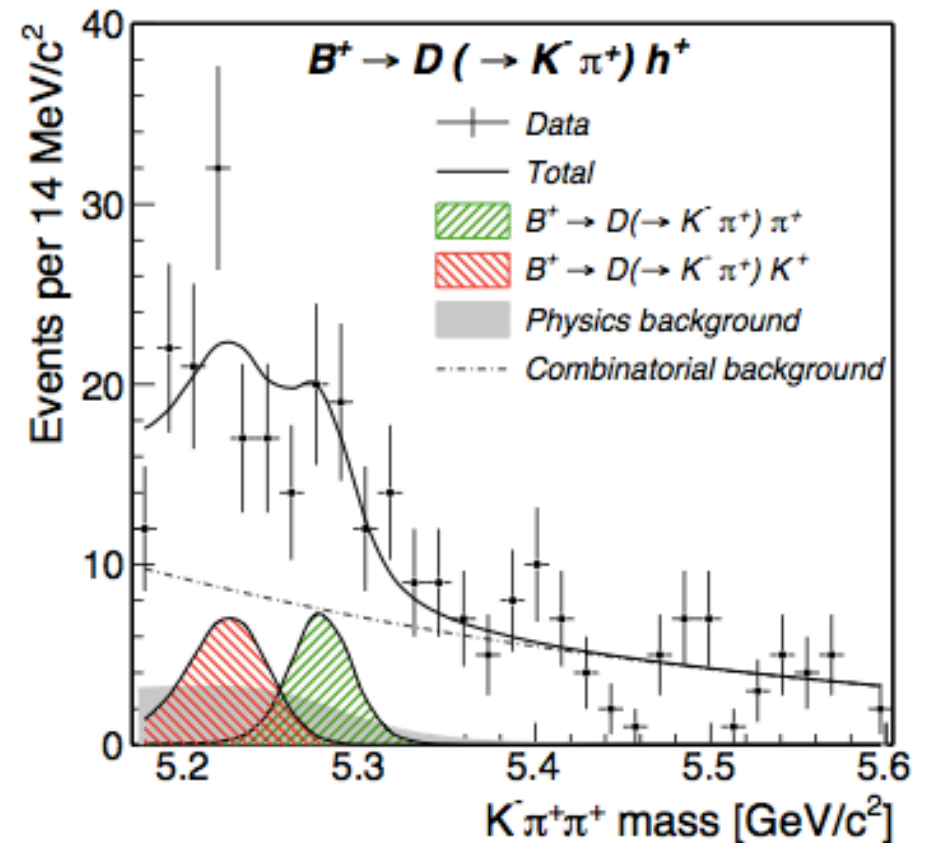 B⁺ → D ( → K⁻ π⁺) h⁺
Data
Total
B⁺ → D(→ K⁻ π⁺) π⁺
B⁺ → D(→ K⁻ π⁺) K⁺
Physics background
Combinatorial background
Events per 14 MeV/c²
40
30
20
10
0
5.2 5.3 5.4 5.5 5.6
K⁻π⁺π⁺ mass [GeV/c²]